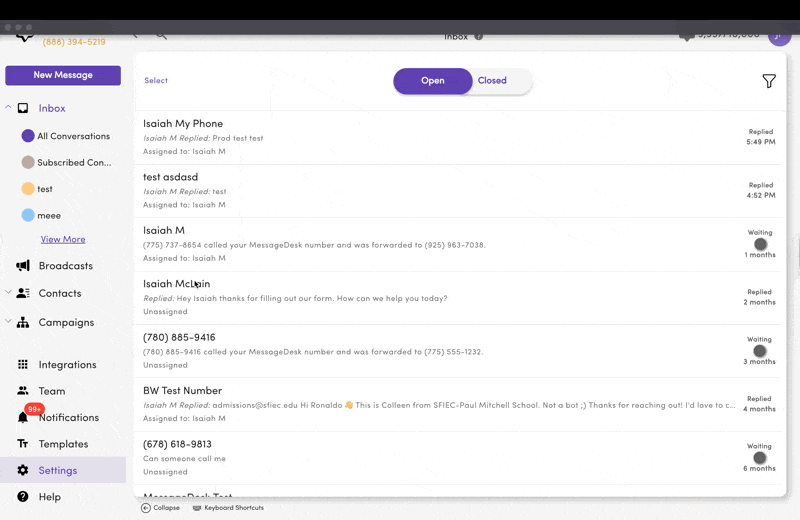 (888) 394-5219
Inbox
New Message
Inbox
All Conversations
Subscribed Con...
test
meee
View More
Broadcasts
Contacts
Campaigns
Integrations
Team
99+
Notifications
Templates
Settings
Help
Select
Open
Closed
Isaiah My Phone
Isaiah M Replied: Prod test test
Assigned to: Isaiah M
Replied
5:49 PM
test asdasd
Isaiah M Replied: test
Assigned to: Isaiah M
Replied
4:52 PM
Isaiah M
(775) 737-8654 called your MessageDesk number and was forwarded to (925) 963-7038.
Assigned to: Isaiah M
Waiting
1 months
Isaiah McLain
Replied: Hey Isaiah thanks for filling out our form. How can we help you today?
Unassigned
Replied
2 months
(780) 885-9416
(780) 885-9416 called your MessageDesk number and was forwarded to (775) 555-1232.
Unassigned
Waiting
3 months
BW Test Number
Isaiah M Replied: admissions@sfiec.edu Hi Ronaldo 👋 This is Colleen from SFIEC-Paul Mitchell School. Not a bot ;) Thanks for reaching out! I'd love to c...
Assigned to: Isaiah M
Replied
4 months
(678) 618-9813
Can someone call me
Unassigned
Waiting
6 months
MessageDesk Test
Collapse
Keyboard Shortcuts